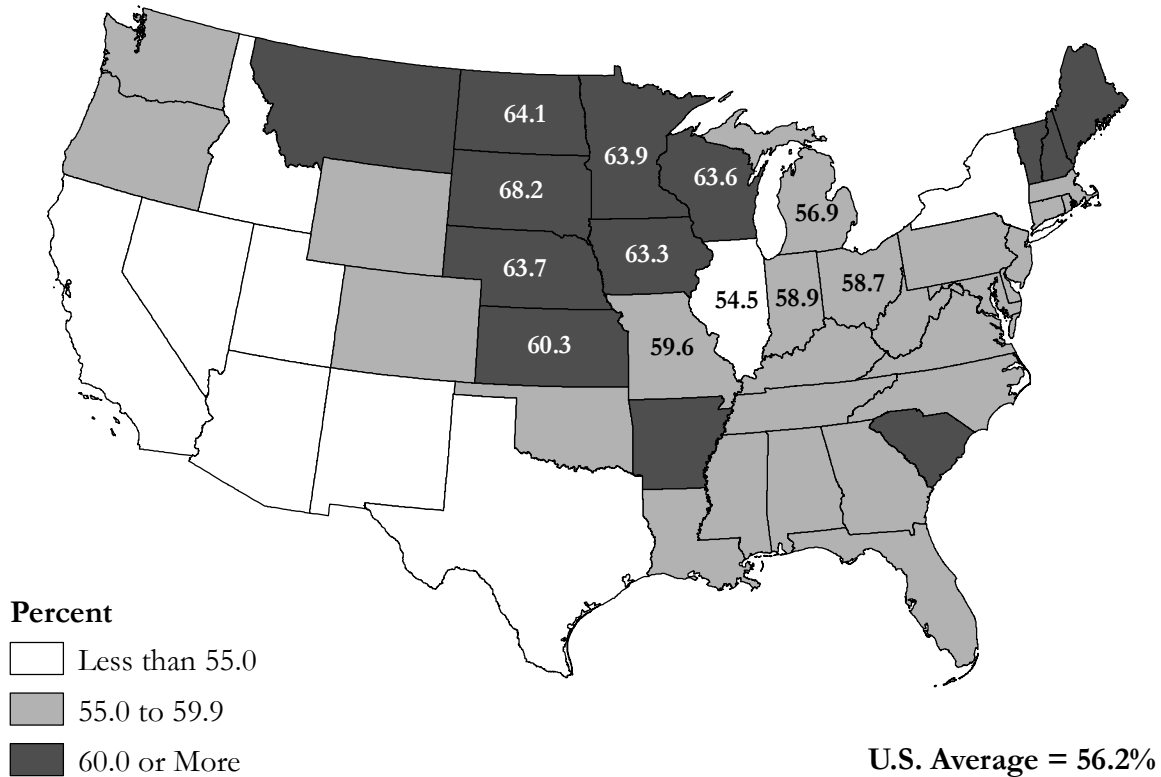 64.1
63.9
63.6
68.2
56.9
63.7
63.3
54.5
58.9
58.7
60.3
59.6
Percent
Less than 55.0
55.0 to 59.9
60.0 or More
U.S. Average = 56.2%